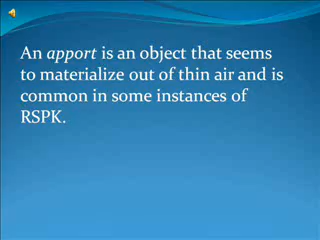 An apport is an object that seems
to materialize out of thin air and is
common in some instances of
RSPK.